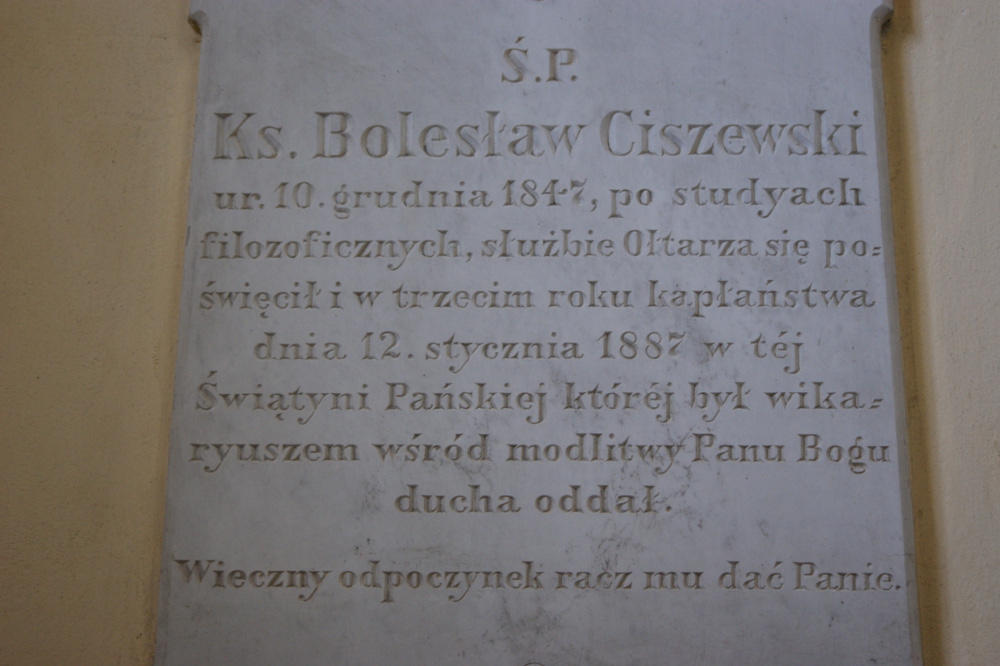 Ś.P.
Ks. Bolesław Ciszewski
ur. 10. grudnia 1847, po studyach
filozoficznych, służbie Ołtarza się po=
święcił i w trzecim roku kapłaństwa
dnia 12. stycznia 1887 w téj
Świątyni Pańskiej któréj był wika=
ryuszem wśród modlitwy Panu Bogu
ducha oddał.
Wieczny odpoczynek racz mu dać Panie.